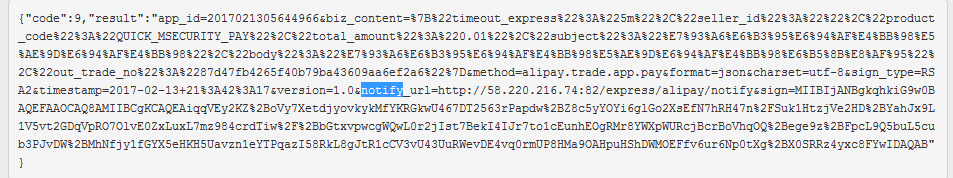 {"code":9,"result":"app_id=2017021305644966&biz_content=%7B%22timeout_express%22%3A%225m%22%2C%22seller_id%22%3A%22%22%2C%22product
_code%22%3A%22QUICK_MSECURITY_PAY%22%2C%22total_amount%22%3A%220.01%22%2C%22subject%22%3A%22%E7%93%A6%E6%B3%95%E6%94%AF%E4%BB%98%E5
%AE%9D%E6%94%AF%E4%BB%98%22%2C%22body%22%3A%22%E7%93%A6%E6%B3%95%E6%94%AF%E4%BB%98%E5%AE%9D%E6%94%AF%E4%BB%98%E6%B5%8B%E8%AF%95%22%
2C%22out_trade_no%22%3A%2287d47fb4265f40b79ba43609aa6ef2a6%22%7D&method=alipay.trade.app.pay&format=json&charset=utf-8&sign_type=RS
A2&timestamp=2017-02-13+21%3A42%3A17&version=1.0&notify_url=http://58.220.216.74:82/express/alipay/notify&sign=MIIBIjANBgkqhkiG9w0B
AQEFAAOCAQ8AMIIBCgKCAQEAiqqVEy2KZ%2BoVy7XetdjyovkykMfYKRGkwU467DT2563rPapdw%2BZ8c5yYOYi6glGo2XsEfN7hRH47n%2FSuk1HtzjVe2HD%2BYahJx9L
1V5vt2GDqVpRO7OlvE0ZxLuxL7mz984crdTiw%2F%2BbGtxvpwcgWQwL0r2jIst7BekI4IJr7to1cEunhEOgRMr8YWXpWURcjBcrBoVhqOQ%2Bege9z%2BFpcL9Q5buL5cu
b3PJvDW%2BMhNfjy1fGYX5eHKH5Uavzn1eYTPqazI58RkL8gJtR1cCV3vU43UuRWevDE4vq0rmUP8HMa9OAHpuHShDWMOEFfv6ur6Np0tXg%2BX0SRRz4yxc8FYwIDAQAB"
}